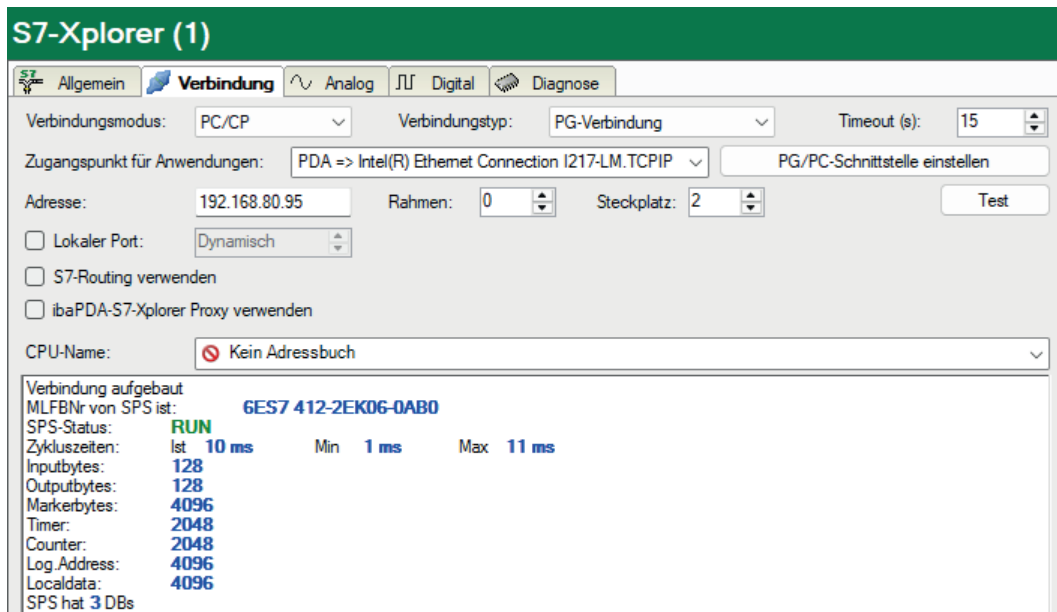 S7-Xplorer (1)
S7 Allgemein Verbindung Analog Digital Diagnose
Verbindungsmodus: PC/CP Verbindungstyp: PG-Verbindung Timeout (s): 15
Zugangspunkt für Anwendungen: PDA => Intel(R) Ethernet Connection I217-LM.TCPIP PG/PC-Schnittstelle einstellen
Adresse: 192.168.80.95 Rahmen: 0 Steckplatz: 2 Test
Lokaler Port: Dynamisch
S7-Routing verwenden
ibaPDA-S7-Xplorer Proxy verwenden
CPU-Name: Kein Adressbuch
Verbindung aufgebaut
MLFBNr von SPS ist: 6ES7 412-2EK06-0AB0
SPS-Status: RUN
Zykluszeiten: Ist 10 ms Min 1 ms Max 11 ms
Inputbytes: 128
Outputbytes: 128
Markerbytes: 4096
Timer: 2048
Counter: 2048
Log.Address: 4096
Localdata: 4096
SPS hat 3 DBs